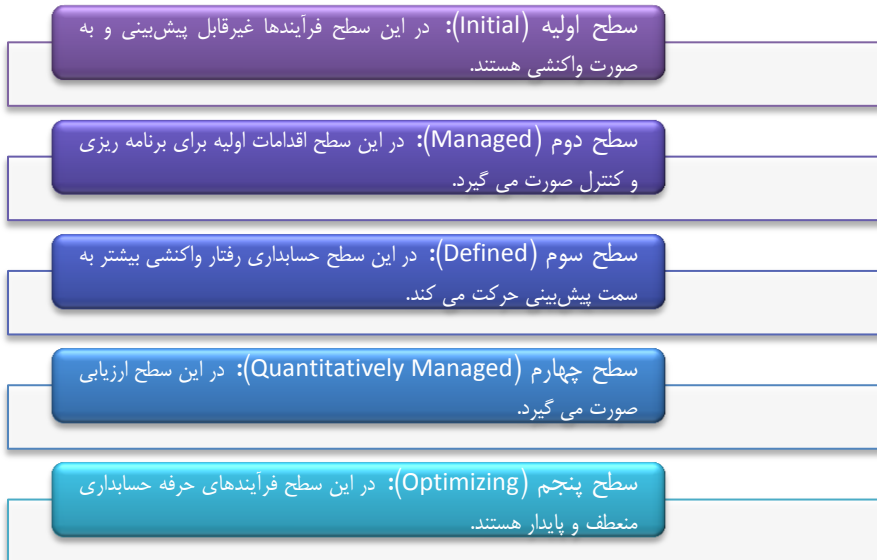 سطح اولیه (Initial): در این سطح فرآیندها غیرقابل پیش‌بینی و به
صورت واکنشی هستند.
سطح دوم (Managed): در این سطح اقدامات اولیه برای برنامه ریزی
و کنترل صورت می گیرد.
سطح سوم (Defined): در این سطح حسابداری رفتار واکنشی بیشتر به
سمت پیش‌بینی حرکت می کند.
سطح چهارم (Quantitatively Managed): در این سطح ارزیابی
صورت می گیرد.
سطح پنجم (Optimizing): در این سطح فرآیندهای حرفه حسابداری
منعطف و پایدار هستند.